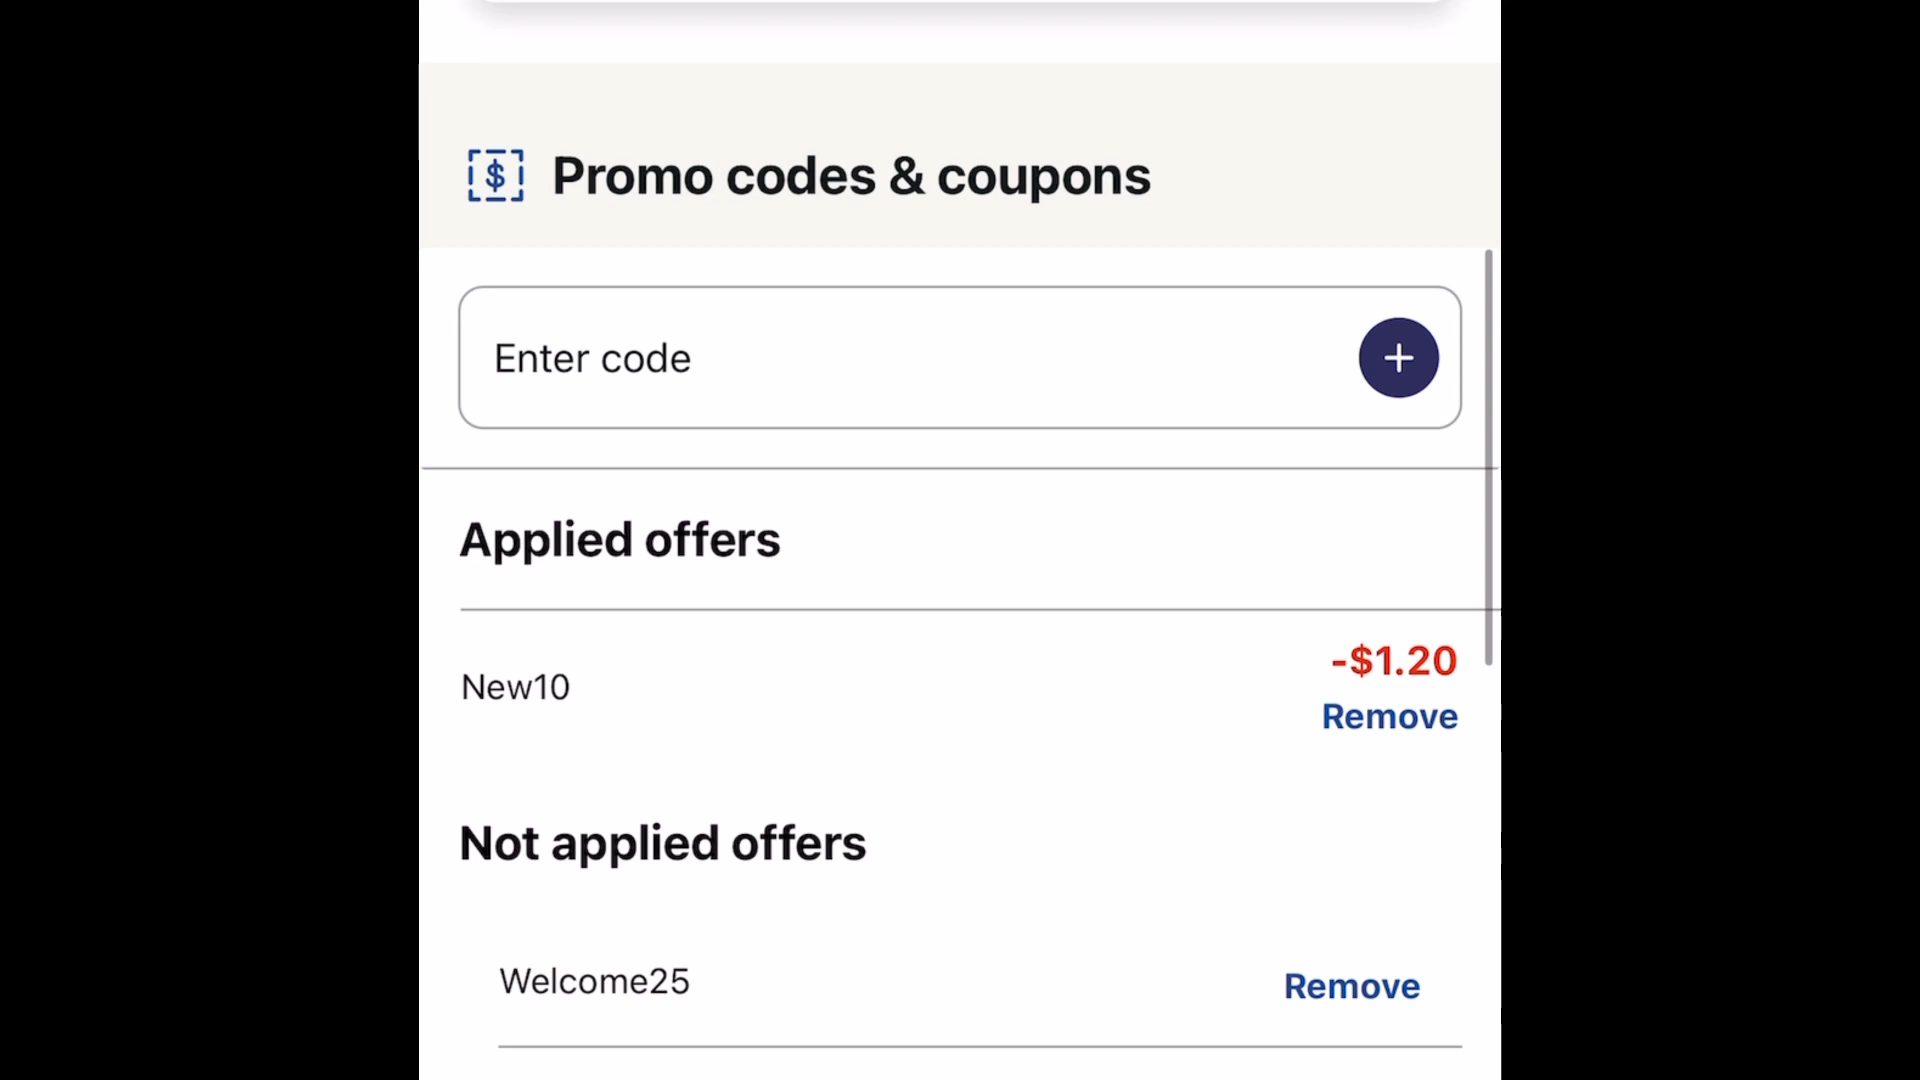 $ Promo codes & coupons
Enter code +
Applied offers
New10
-$1.20
Remove
Not applied offers
Welcome25 Remove